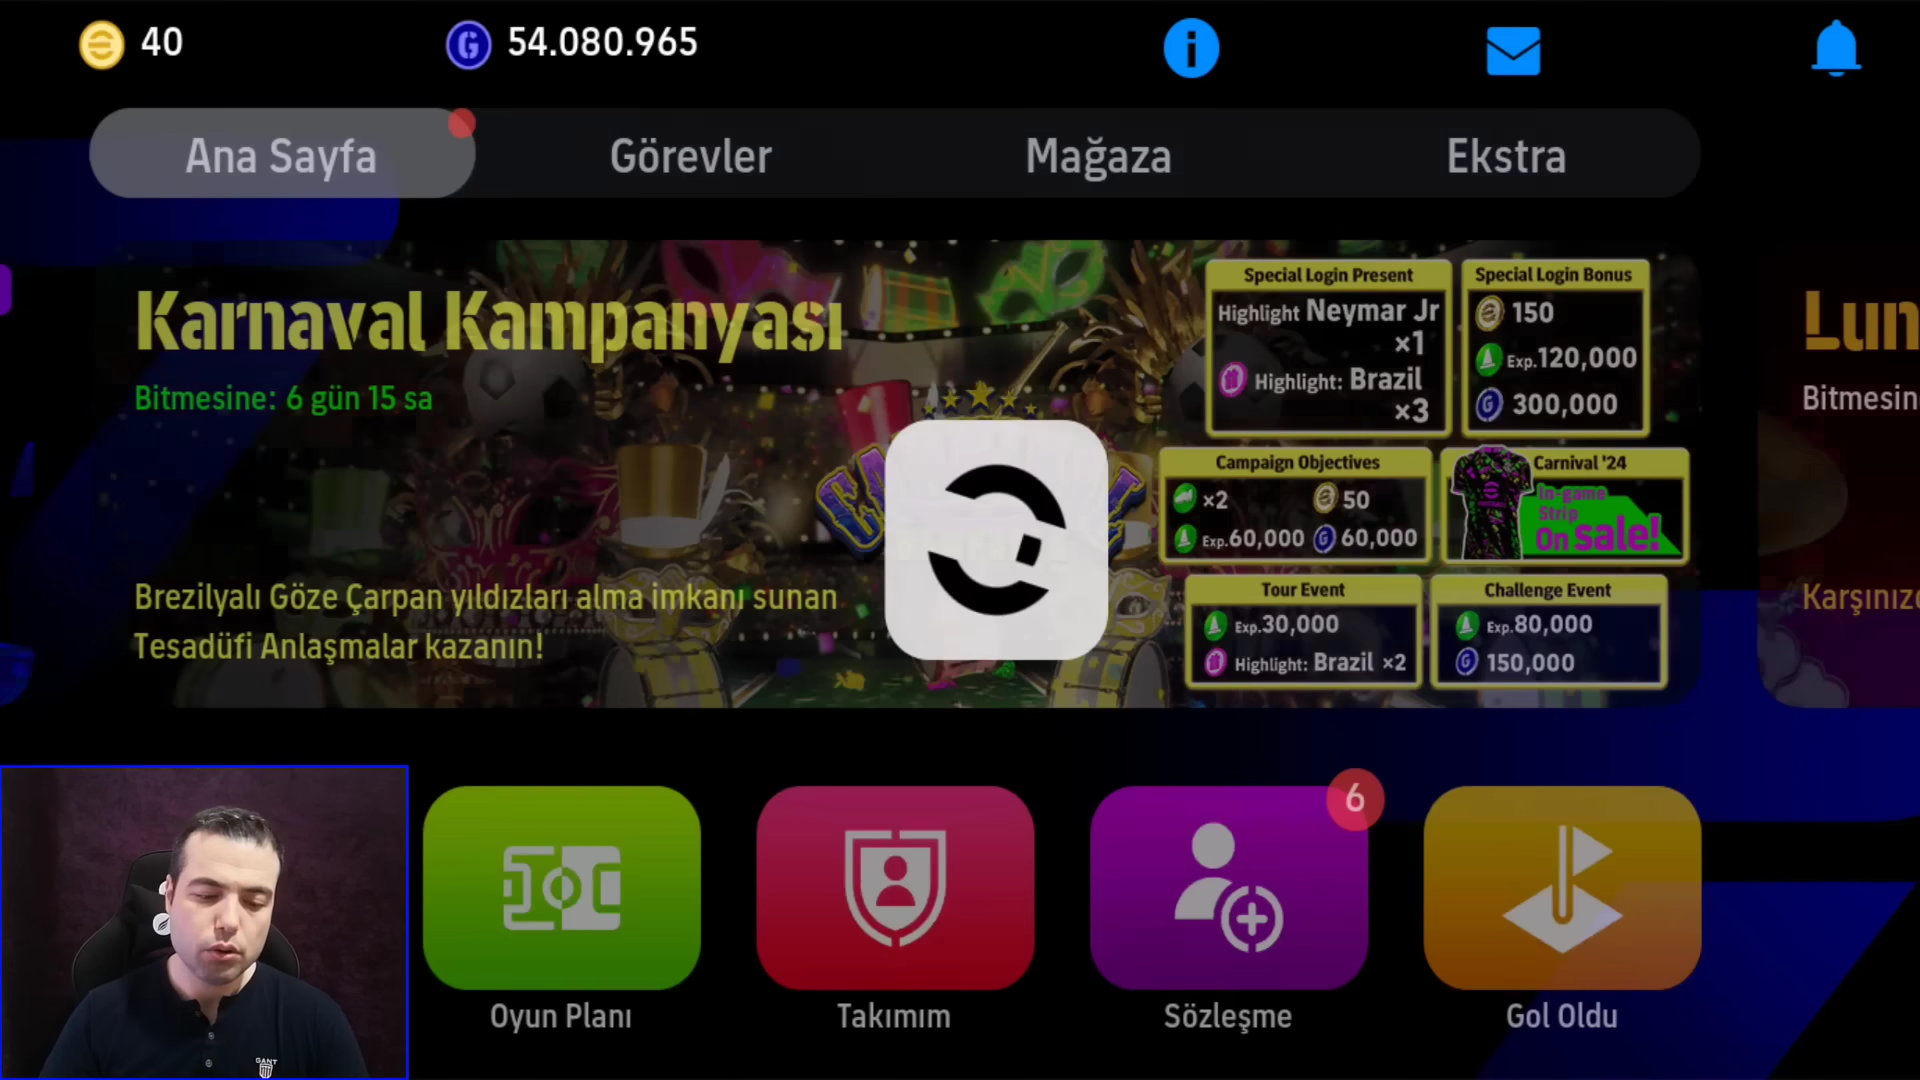 40
54.080.965
Ana Sayfa
Görevler
Mağaza
Ekstra
Karnaval Kampanyası
Bitmesine: 6 gün 15 sa
Brezilyalı Göze Çarpan yıldızları alma imkanı sunan
Tesadüfi Anlaşmalar kazanın!
Special Login Present
Highlight Neymar Jr
×1
Highlight: Brazil
×3
Special Login Bonus
150
Exp.120,000
300,000
Campaign Objectives
×2
50
Exp.60,000
60,000
Carnival '24
In-game
Strip
On sale!
Tour Event
Exp.30,000
Highlight: Brazil ×2
Challenge Event
Exp.80,000
150,000
Lun
Bitmesin
6
Oyun Planı
Takımım
Sözleşme
Gol Oldu
GANT